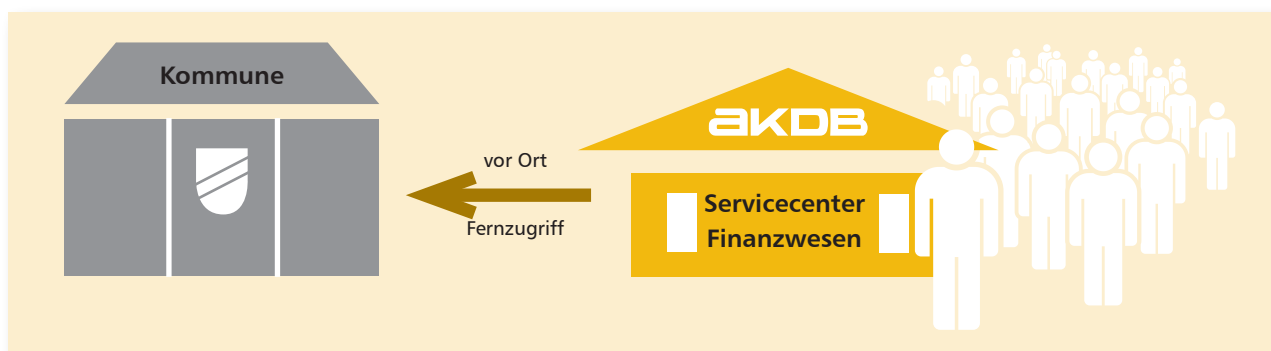 Kommune
vor Ort
Fernzugriff
AKDB
Servicecenter
Finanzwesen